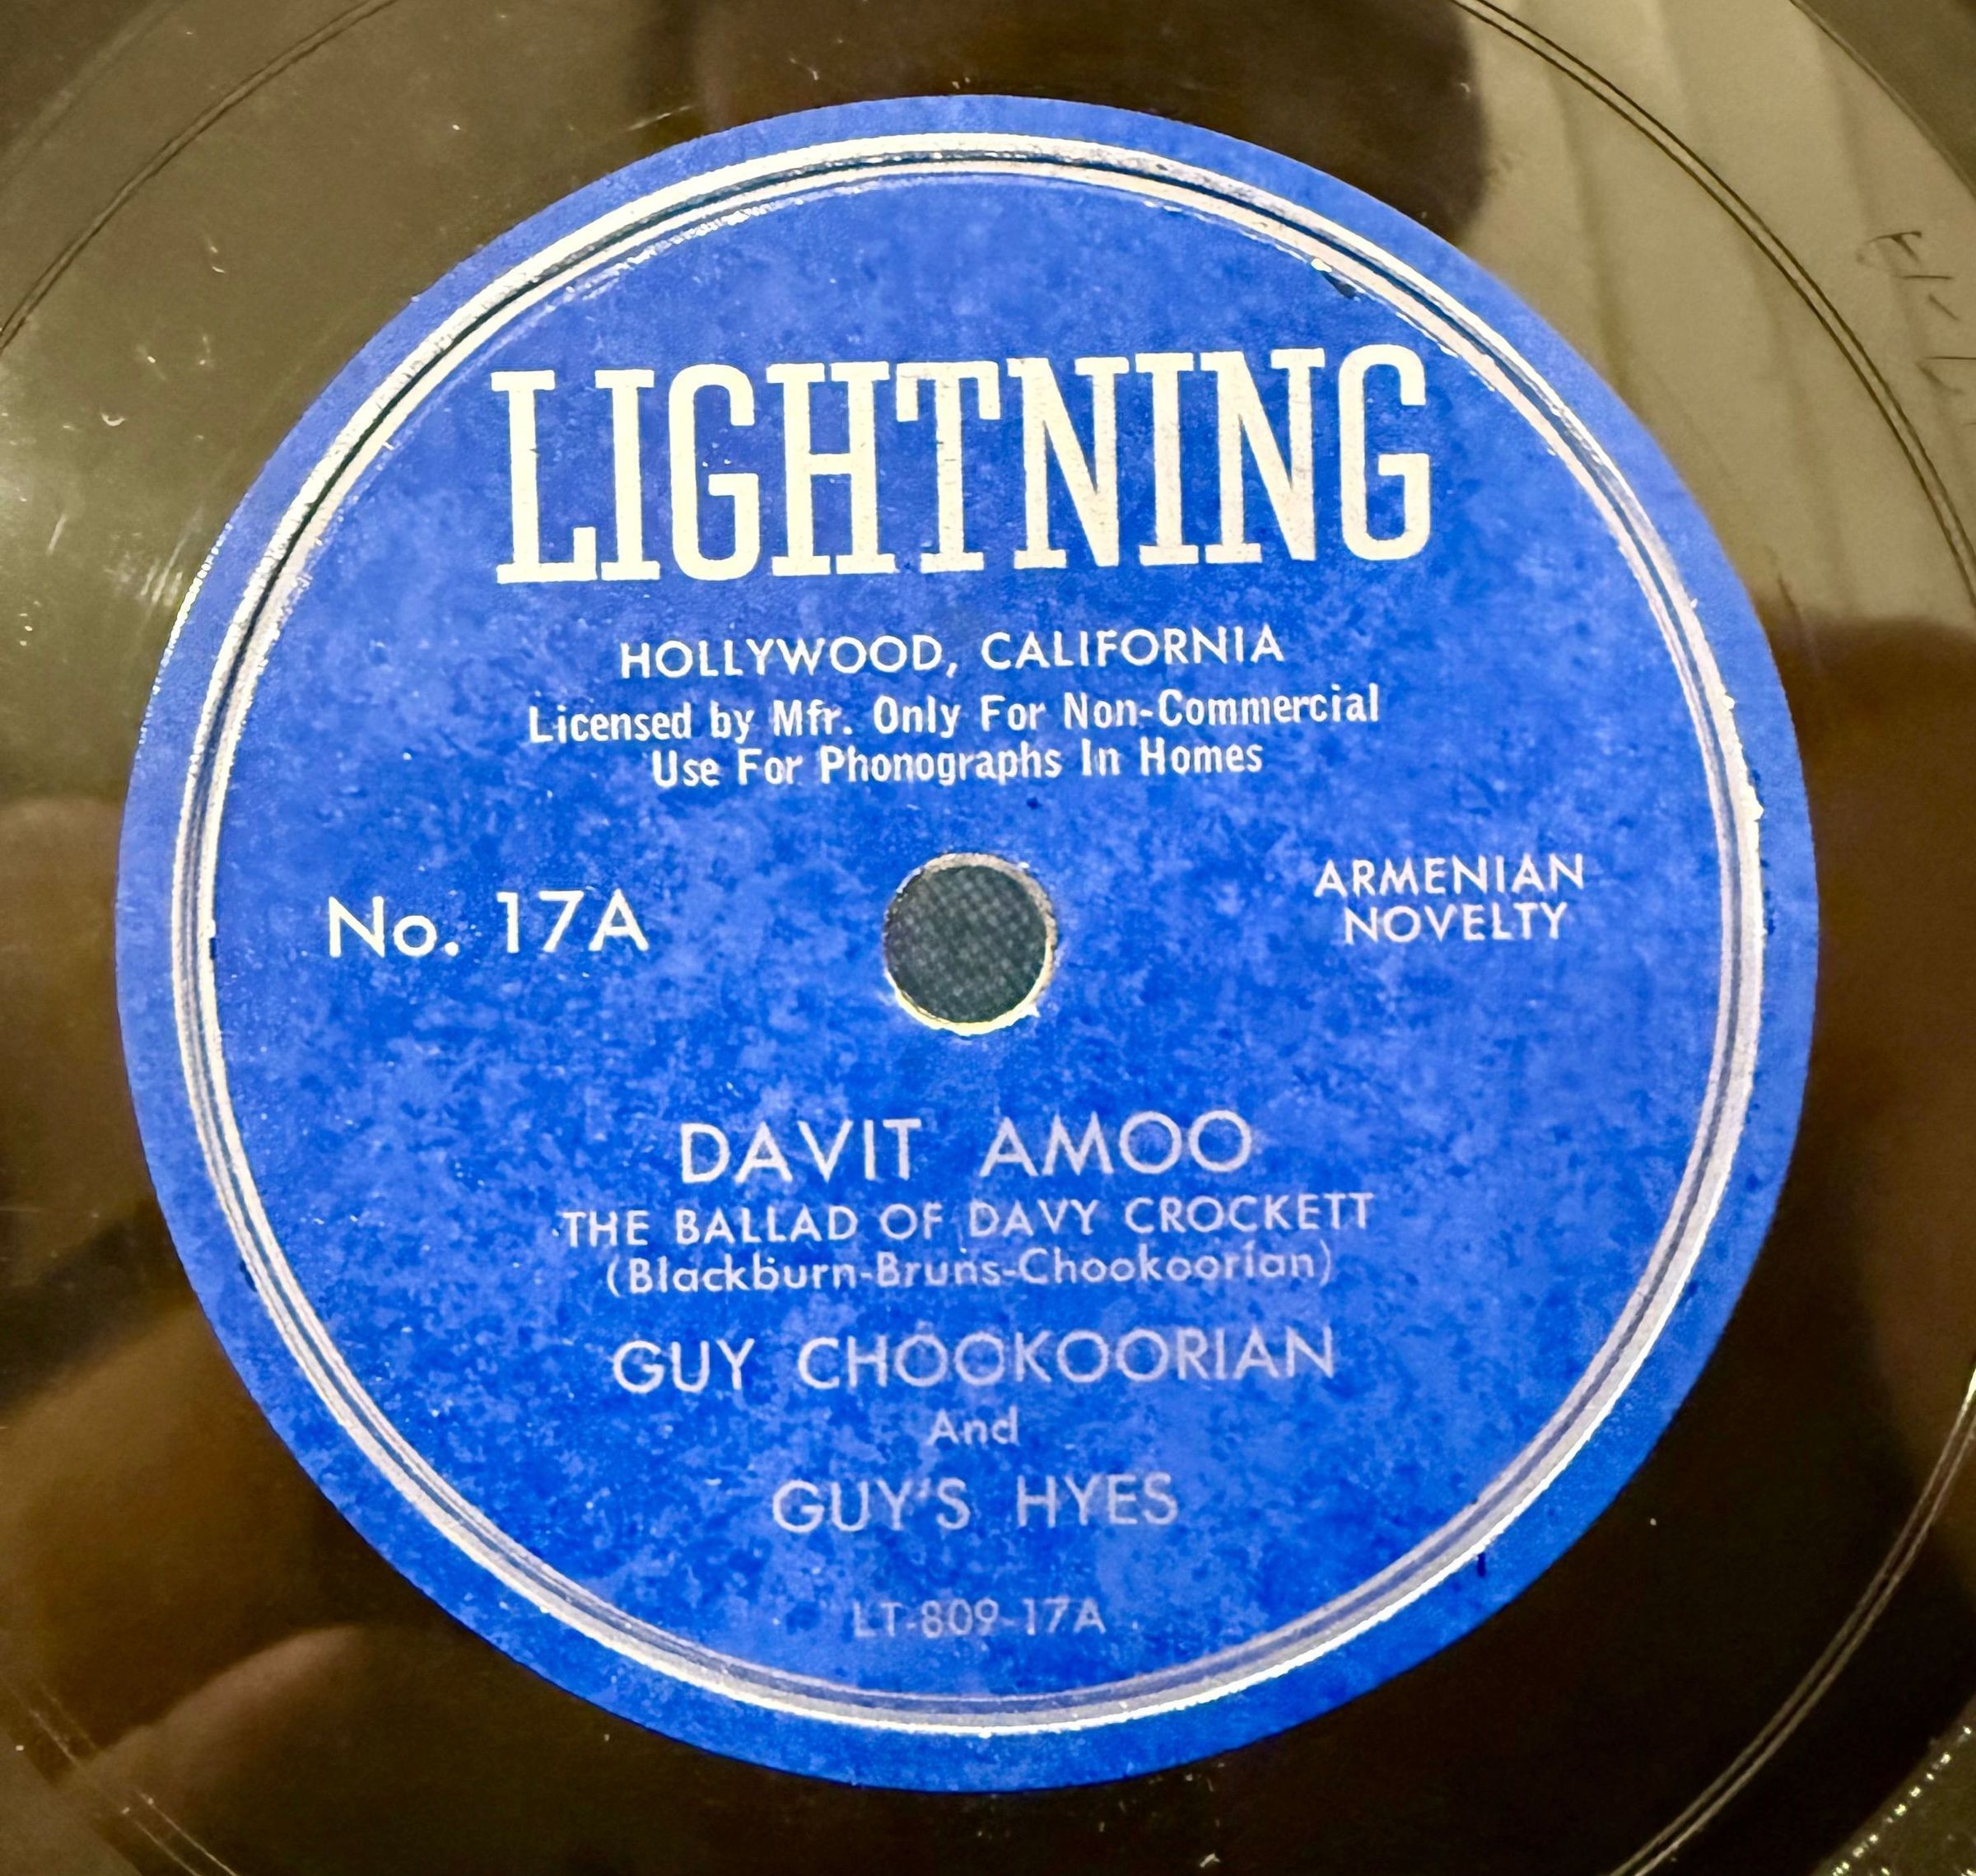 LIGHTNING
HOLLYWOOD, CALIFORNIA
Licensed by Mfr. Only For Non-Commercial
Use For Phonographs In Homes
No. 17A
ARMENIAN
NOVELTY
DAVIT AMOO
THE BALLAD OF DAVY CROCKETT
(Blackburn-Bruns-Chookoorian)
GUY CHOOKOORIAN
And
GUY'S HYES
LT-809-17A